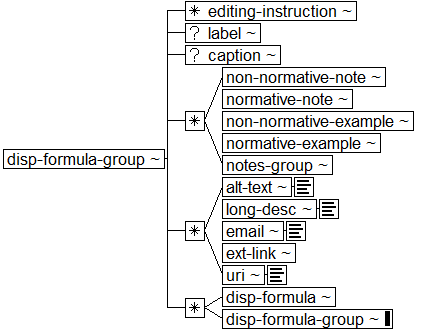 * editing-instruction ~
? label ~
? caption ~
non-normative-note ~
normative-note ~
* non-normative-example ~
normative-example ~
disp-formula-group ~
notes-group ~
alt-text ~
long-desc ~
* email ~
ext-link ~
uri ~
disp-formula ~
* disp-formula-group ~